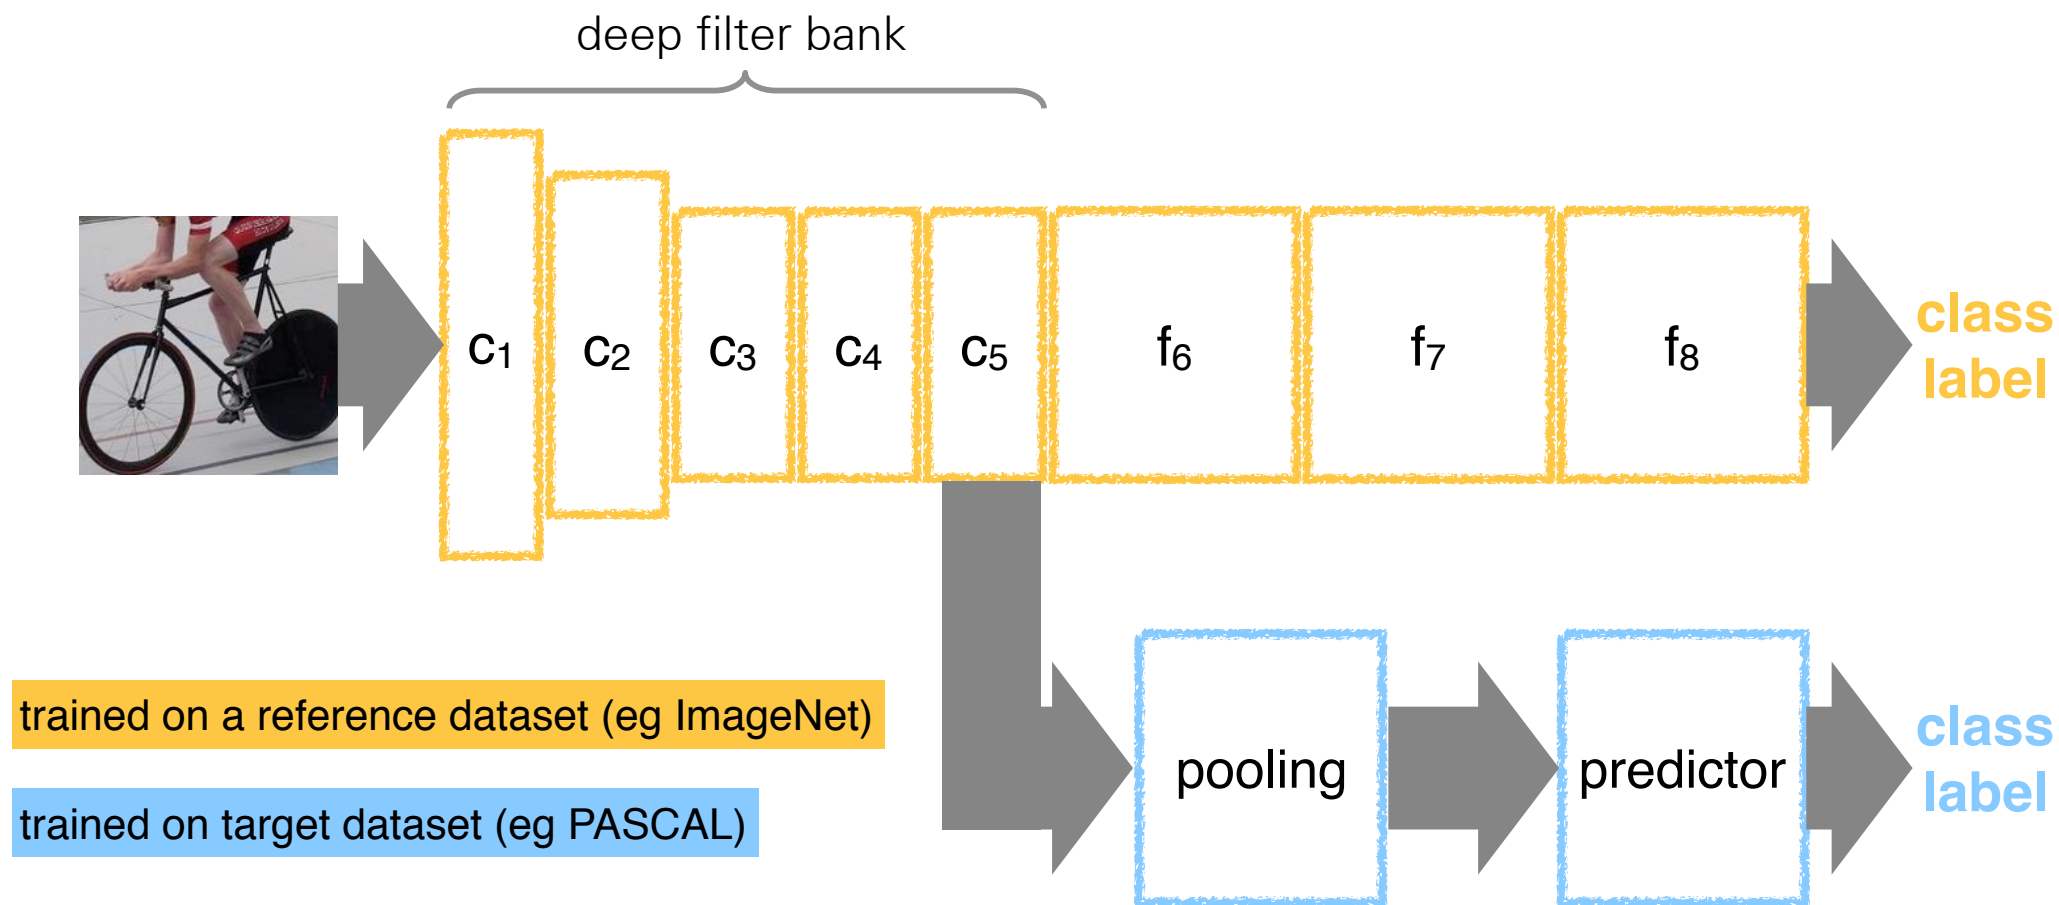 deep filter bank
c₁ c₂ c₃ c₄ c₅ f₆ f₇ f₈
class
label
trained on a reference dataset (eg ImageNet)
trained on target dataset (eg PASCAL)
pooling
predictor
class
label